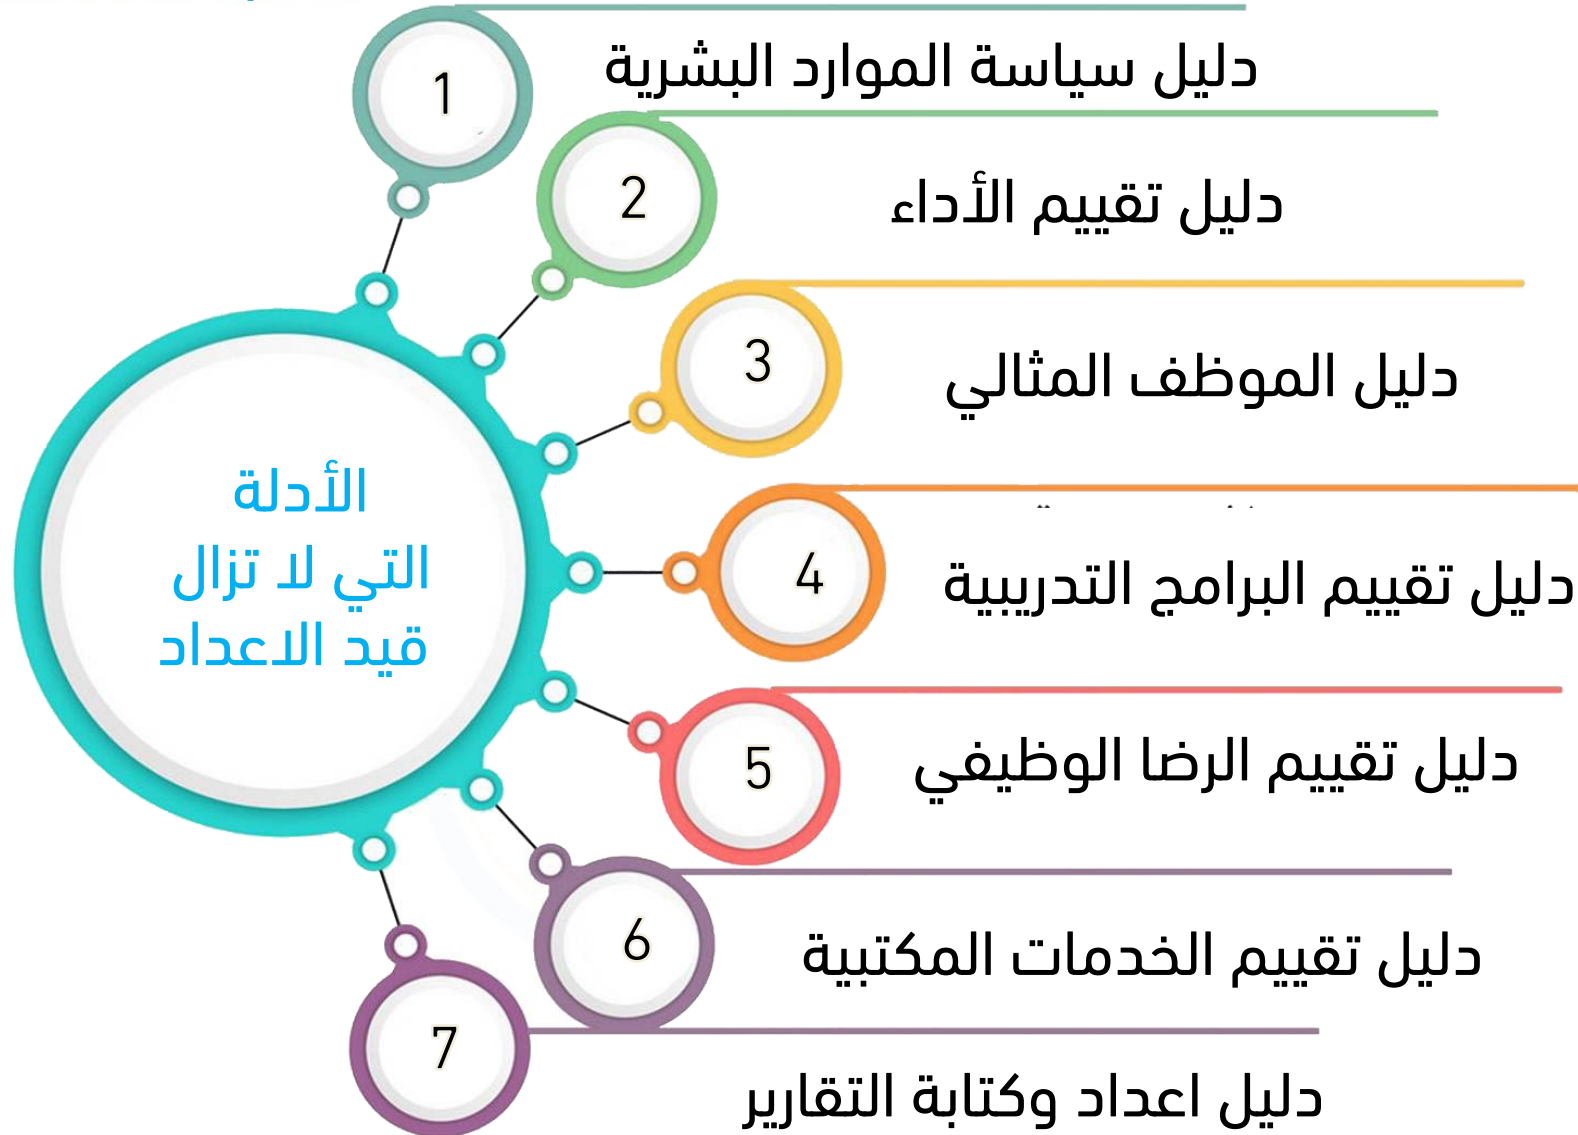 1
دليل سياسة الموارد البشرية
2
دليل تقييم الأداء
3
دليل الموظف المثالي
4
دليل تقييم البرامج التدريبية
الأدلة
التي لا تزال
قيد الاعداد
5
دليل تقييم الرضا الوظيفي
6
دليل تقييم الخدمات المكتبية
7
دليل اعداد وكتابة التقارير